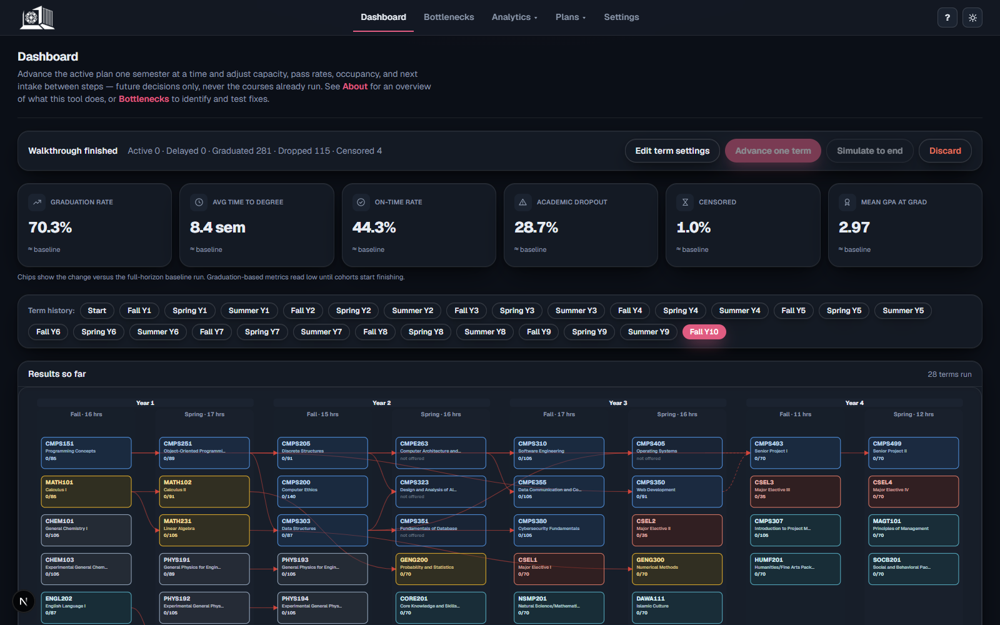 Dashboard
Bottlenecks
Analytics
Plans
Settings
?
Dashboard
Advance the active plan one semester at a time and adjust capacity, pass rates, occupancy, and next
intake between steps — future decisions only, never the courses already run. See About for an overview
of what this tool does, or Bottlenecks to identify and test fixes.
Walkthrough finished Active 0 · Delayed 0 · Graduated 281 · Dropped 115 · Censored 4
Edit term settings
Advance one term
Simulate to end
Discard
GRADUATION RATE
70.3%
≈ baseline
AVG TIME TO DEGREE
8.4 sem
≈ baseline
ON-TIME RATE
44.3%
≈ baseline
ACADEMIC DROPOUT
28.7%
≈ baseline
CENSORED
1.0%
≈ baseline
MEAN GPA AT GRAD
2.97
≈ baseline
Chips show the change versus the full-horizon baseline run. Graduation-based metrics read low until cohorts start finishing.
Term history: Start Fall Y1 Spring Y1 Summer Y1 Fall Y2 Spring Y2 Summer Y2 Fall Y3 Spring Y3 Summer Y3 Fall Y4 Spring Y4 Summer Y4 Fall Y5 Spring Y5 Summer Y5
Fall Y6 Spring Y6 Summer Y6 Fall Y7 Spring Y7 Summer Y7 Fall Y8 Spring Y8 Summer Y8 Fall Y9 Spring Y9 Summer Y9 Fall Y10
Results so far
28 terms run
Year 1
Fall · 16 hrs
CMPS151
Programming Concepts
0/85
MATH101
Calculus I
0/85
CHEM101
General Chemistry I
0/105
CHEM103
Experimental General Chem...
0/105
ENGL202
English Language I
0/87
Spring · 17 hrs
CMPS251
Object-Oriented Programmi...
0/89
MATH102
Calculus II
0/91
MATH231
Linear Algebra
0/105
PHYS191
General Physics for Engin...
0/89
PHYS192
Experimental General Phys...
0/105
Year 2
Fall · 15 hrs
CMPS205
Discrete Structures
0/91
CMPS200
Computer Ethics
0/140
CMPS303
Data Structures
0/87
PHYS193
General Physics for Engin...
0/105
PHYS194
Experimental General Phys...
0/105
Spring · 16 hrs
CMPE263
Computer Architecture and...
not offered
CMPS323
Design and Analysis of Al...
not offered
CMPS351
Fundamentals of Database
not offered
GENG200
Probability and Statistics
0/70
CORE201
Core Knowledge and Skills...
0/70
Year 3
Fall · 17 hrs
CMPS310
Software Engineering
0/105
CMPE355
Data Communication and Co...
0/105
CMPS380
Cybersecurity Fundamentals
0/105
CSEL1
Major Elective I
0/70
NSMP201
Natural Science/Mathemati...
0/70
Spring · 16 hrs
CMPS405
Operating Systems
not offered
CMPS350
Web Development
0/91
CSEL2
Major Elective II
0/35
GENG300
Numerical Methods
0/70
DAWA111
Islamic Culture
0/70
Year 4
Fall · 11 hrs
CMPS493
Senior Project I
0/70
CSEL3
Major Elective III
0/35
CMPS307
Introduction to Project M...
0/105
HUMF201
Humanities/Fine Arts Pack...
0/70
Spring · 12 hrs
CMPS499
Senior Project II
0/70
CSEL4
Major Elective IV
0/70
MAGT101
Principles of Management
0/70
SOCB201
Social and Behavioral Pac...
0/70
N